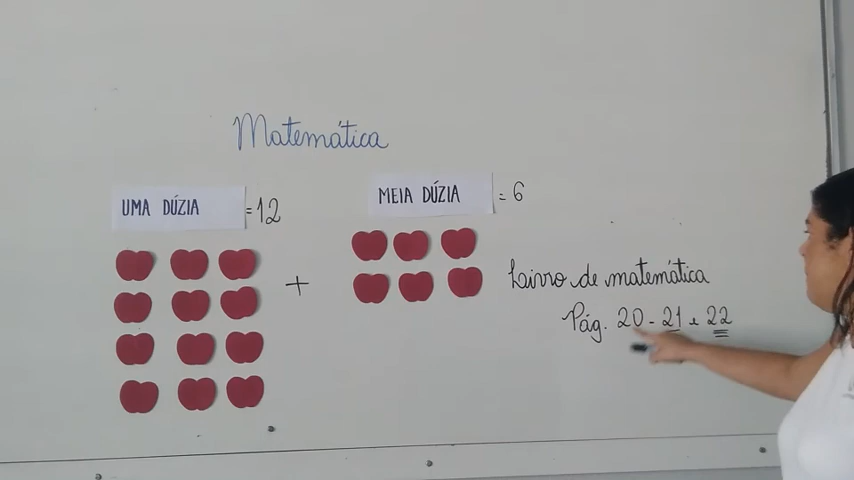 Matemática
UMA DÚZIA =12
MEIA DÚZIA = 6
+
Livro de matemática
Pág. 20 - 21 e 22